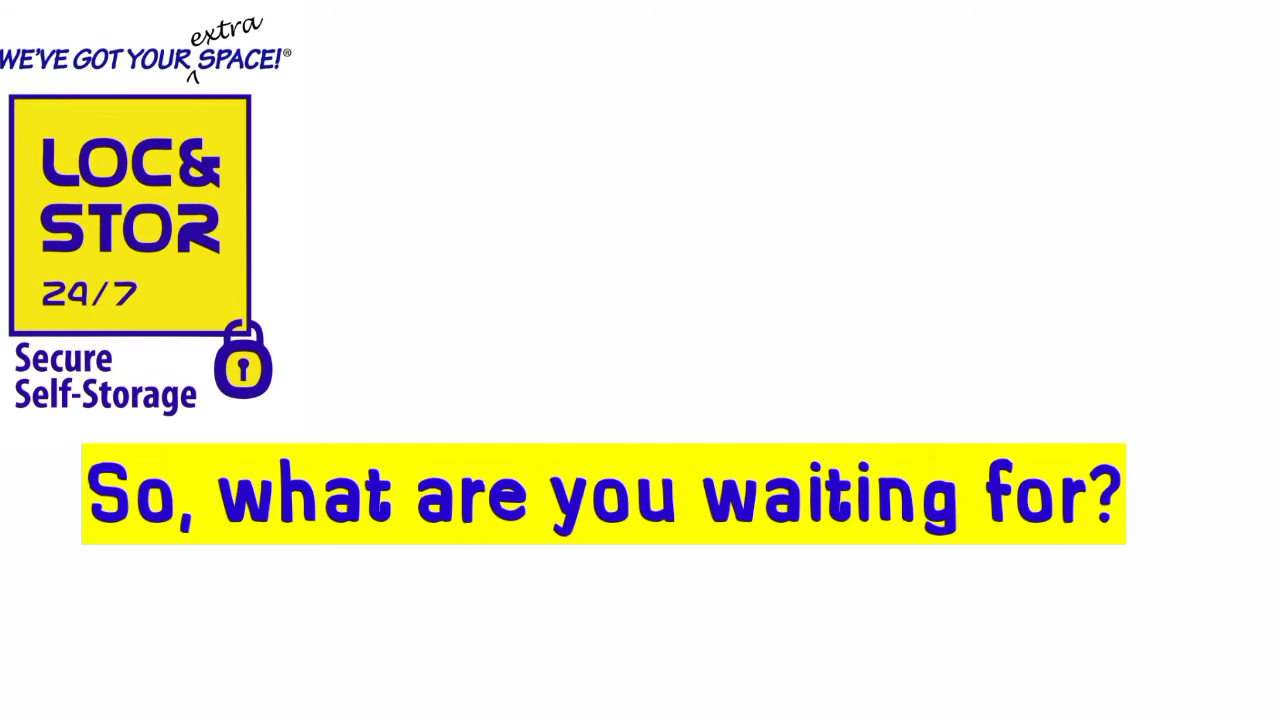 WE'VE GOT YOUR extra SPACE!®
LOC&
STOR
24/7
Secure
Self-Storage
So, what are you waiting for?